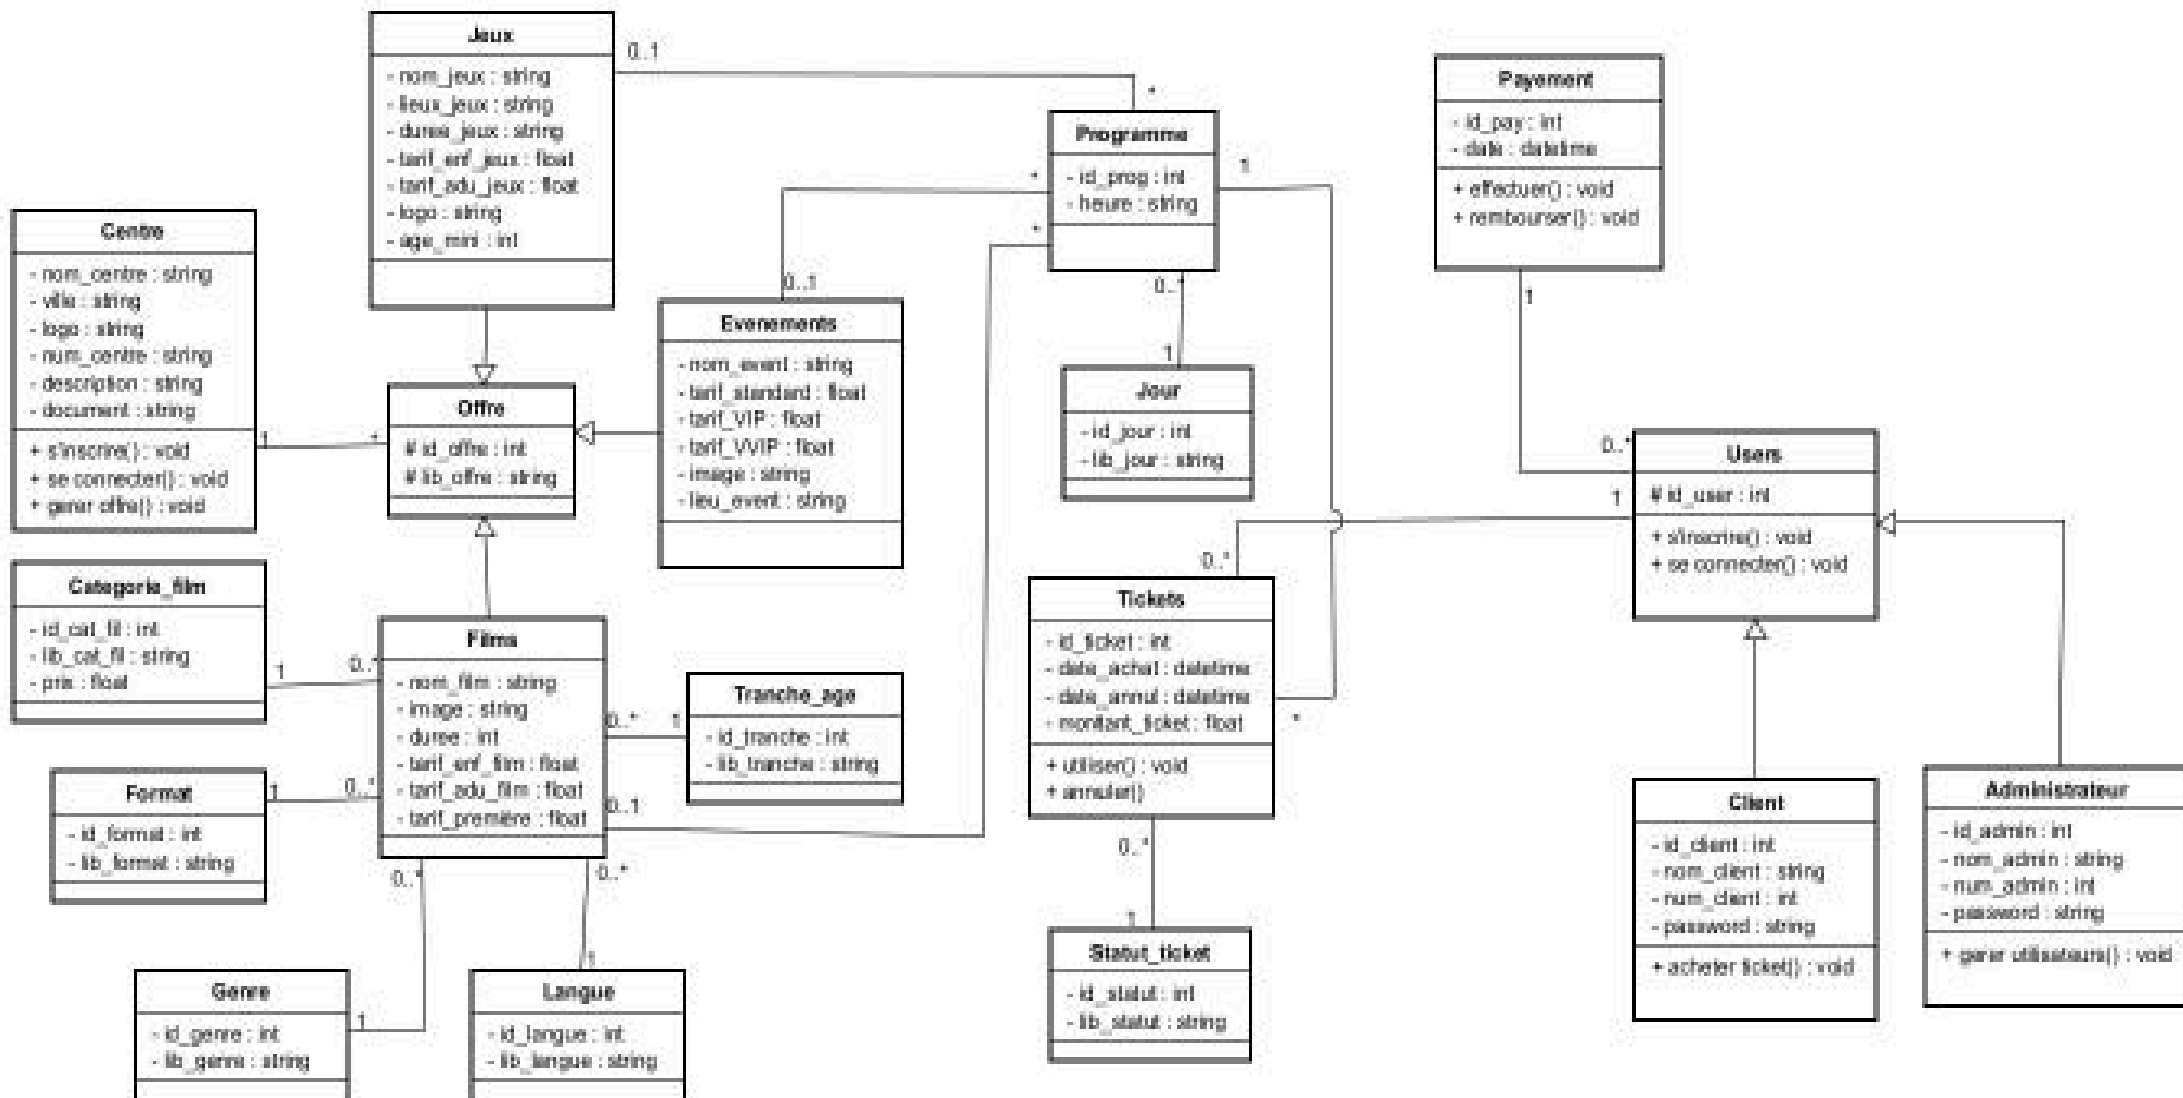 Jeux
- nom_jeux : string
- lieux_jeux : string
- duree_jeux : string
- tarif_enf_jeux : float
- tarif_adu_jeux : float
- logo : string
- age_mini : int
0..1
*
Programme
- id_prog : int
- heure : string
1
*
*
0..*
Payement
- id_pay : int
- date : datetime
+ effectuer() : void
+ rembourser() : void
1
Centre
- nom_centre : string
- ville : string
- logo : string
- num_centre : string
- description : string
- document : string
+ s'inscrire() : void
+ se connecter() : void
+ gerer offre() : void
1
*
Offre
# id_offre : int
# lib_offre : string
0..1
Evenements
- nom_event : string
- tarif_standard : float
- tarif_VIP : float
- tarif_VVIP : float
- image : string
- lieu_event : string
1
Jour
- id_jour : int
- lib_jour : string
0..*
1
Users
# id_user : int
+ s'inscrire() : void
+ se connecter() : void
Categorie_film
- id_cat_fil : int
- lib_cat_fil : string
- prix : float
1
0..*
Films
- nom_film : string
- image : string
- duree : int
- tarif_enf_film : float
- tarif_adu_film : float
- tarif_première : float
0..*
1
Tranche_age
- id_tranche : int
- lib_tranche : string
0..1
0..*
Tickets
- id_ticket : int
- date_achat : datetime
- date_annul : datetime
- montant_ticket : float
+ utiliser() : void
+ annuler()
*
0..*
Format
- id_format : int
- lib_format : string
1
0..*
0..*
0..*
Client
- id_client : int
- nom_client : string
- num_client : int
- password : string
+ acheter ticket() : void
Administrateur
- id_admin : int
- nom_admin : string
- num_admin : int
- password : string
+ gerer utilisateurs() : void
1
Statut_ticket
- id_statut : int
- lib_statut : string
Genre
- id_genre : int
- lib_genre : string
1
1
Langue
- id_langue : int
- lib_langue : string